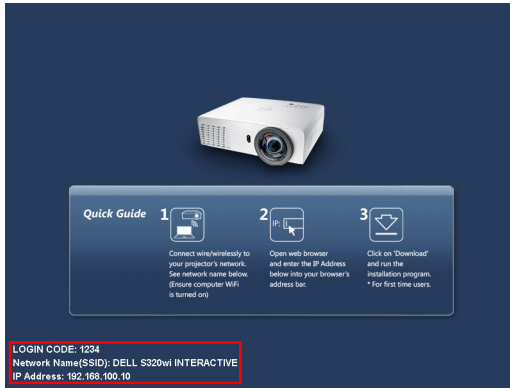 Quick Guide
1
Connect wire/wirelessly to
your projector's network.
See network name below.
(Ensure computer WiFi
is turned on)
2
IP:
Open web browser
and enter the IP Address
below into your browser's
address bar.
3
Click on 'Download'
and run the
installation program.
* For first time users.
LOGIN CODE: 1234
Network Name(SSID): DELL S320wi INTERACTIVE
IP Address: 192.168.100.10